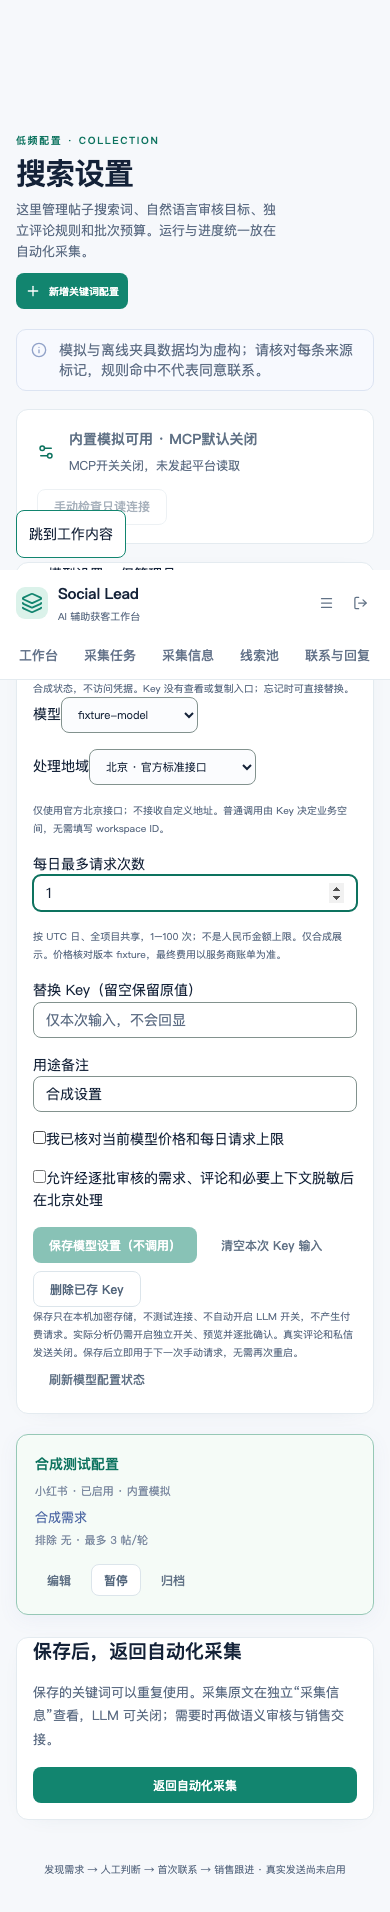 低频配置 · COLLECTION
搜索设置
这里管理帖子搜索词、自然语言审核目标、独
立评论规则和批次预算。运行与进度统一放在
自动化采集。
新增关键词配置
模拟与离线夹具数据均为虚构；请核对每条来源
标记，规则命中不代表同意联系。
内置模拟可用 · MCP默认关闭
MCP开关关闭，未发起平台读取
手动检查只读连接
跳到工作内容
Social Lead
AI 辅助获客工作台
工作台 采集任务 采集信息 线索池 联系与回复
合成状态，不访问凭据。Key 没有查看或复制入口；忘记时可直接替换。
模型 fixture-model
处理地域 北京 · 官方标准接口
仅使用官方北京接口；不接收自定义地址。普通调用由 Key 决定业务空
间，无需填写 workspace ID。
每日最多请求次数
1
按 UTC 日、全项目共享，1—100 次；不是人民币金额上限。仅合成展
示。价格核对版本 fixture，最终费用以服务商账单为准。
替换 Key（留空保留原值）
仅本次输入，不会回显
用途备注
合成设置
我已核对当前模型价格和每日请求上限
允许经逐批审核的需求、评论和必要上下文脱敏后
在北京处理
保存模型设置（不调用） 清空本次 Key 输入
删除已存 Key
保存只在本机加密存储，不测试连接、不自动开启 LLM 开关，不产生付
费请求。实际分析仍需开启独立开关、预览并逐批确认。真实评论和私信
发送关闭。保存后立即用于下一次手动请求，无需再次重启。
刷新模型配置状态
合成测试配置
小红书 · 已启用 · 内置模拟
合成需求
排除 无 · 最多 3 帖/轮
编辑 暂停 归档
保存后，返回自动化采集
保存的关键词可以重复使用。采集原文在独立“采集信
息”查看，LLM 可关闭；需要时再做语义审核与销售交
接。
返回自动化采集
发现需求 → 人工判断 → 首次联系 → 销售跟进 · 真实发送尚未启用